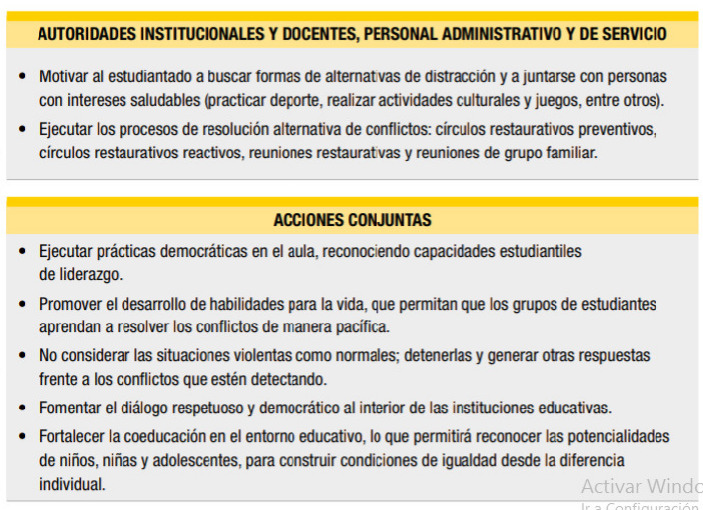 AUTORIDADES INSTITUCIONALES Y DOCENTES, PERSONAL ADMINISTRATIVO Y DE SERVICIO
• Motivar al estudiantado a buscar formas de alternativas de distracción y a juntarse con personas
con intereses saludables (practicar deporte, realizar actividades culturales y juegos, entre otros).
• Ejecutar los procesos de resolución alternativa de conflictos: círculos restaurativos preventivos,
círculos restaurativos reactivos, reuniones restaurativas y reuniones de grupo familiar.
ACCIONES CONJUNTAS
• Ejecutar prácticas democráticas en el aula, reconociendo capacidades estudiantiles
de liderazgo.
• Promover el desarrollo de habilidades para la vida, que permitan que los grupos de estudiantes
aprendan a resolver los conflictos de manera pacífica.
• No considerar las situaciones violentas como normales; detenerlas y generar otras respuestas
frente a los conflictos que estén detectando.
• Fomentar el diálogo respetuoso y democrático al interior de las instituciones educativas.
• Fortalecer la coeducación en el entorno educativo, lo que permitirá reconocer las potencialidades
de niños, niñas y adolescentes, para construir condiciones de igualdad desde la diferencia
individual.
Activar Windo
Ir a Configuración